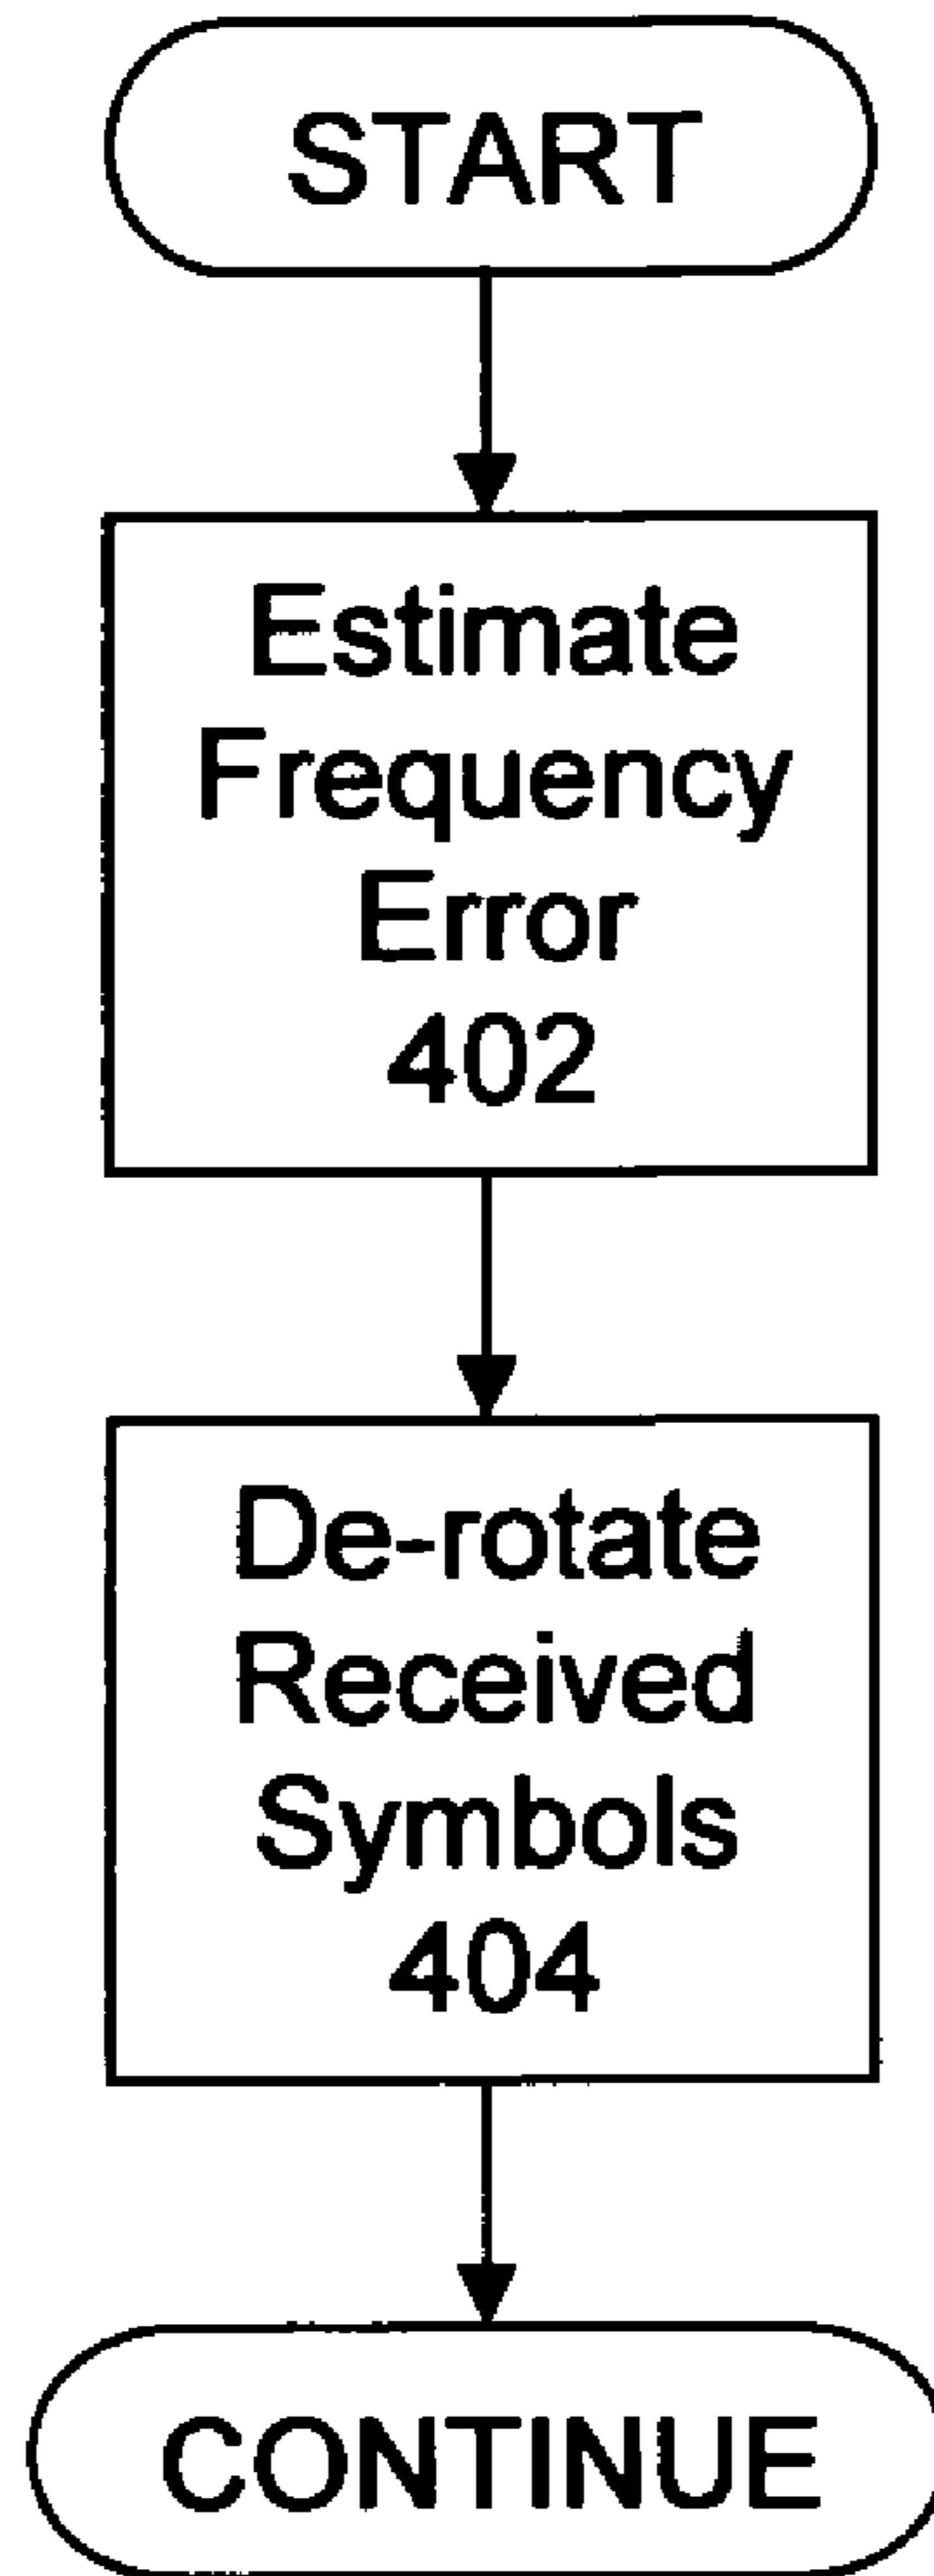 START
Estimate
Frequency
Error
402
De-rotate
Received
Symbols
404
CONTINUE